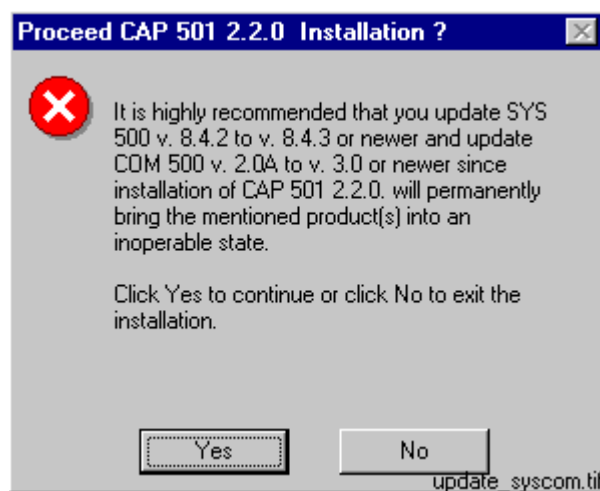 Proceed CAP 501 2.2.0 Installation ?
It is highly recommended that you update SYS
500 v. 8.4.2 to v. 8.4.3 or newer and update
COM 500 v. 2.0A to v. 3.0 or newer since
installation of CAP 501 2.2.0. will permanently
bring the mentioned product(s) into an
inoperable state.
Click Yes to continue or click No to exit the
installation.
Yes
No
update_syscom.tif